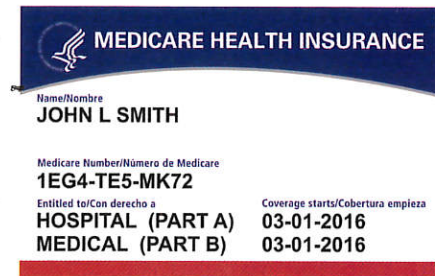 MEDICARE HEALTH INSURANCE
Name/Nombre
JOHN L SMITH
Medicare Number/Número de Medicare
1EG4-TE5-MK72
Entitled to/Con derecho a Coverage starts/Cobertura empieza
HOSPITAL (PART A) 03-01-2016
MEDICAL (PART B) 03-01-2016